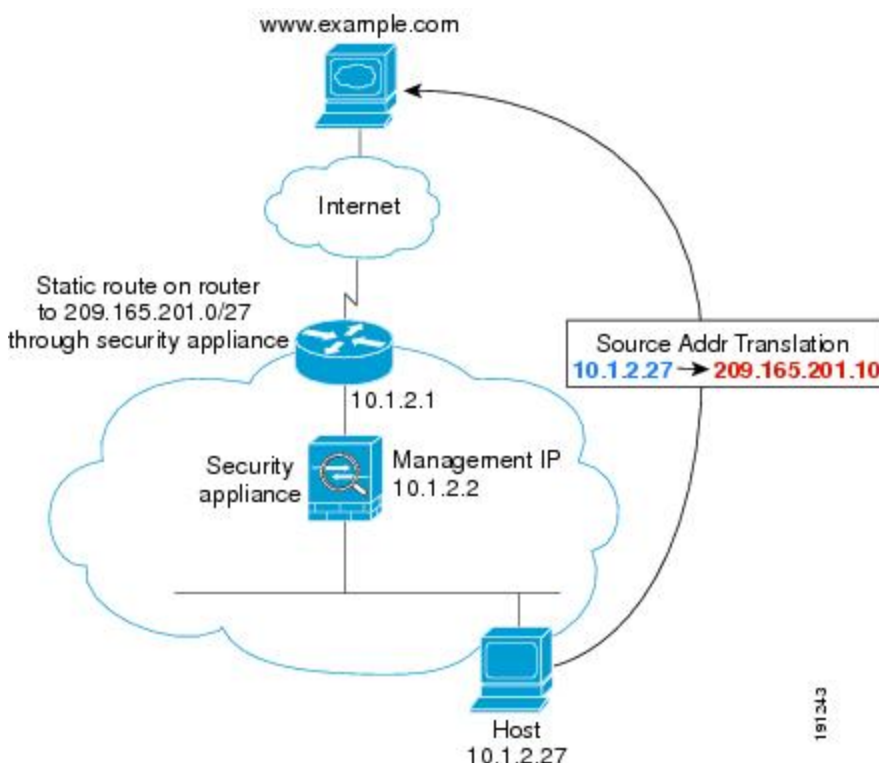 www.example.com
Internet
Static route on router
to 209.165.201.0/27
through security appliance
Source Addr Translation
10.1.2.27 209.165.201.10
10.1.2.1
Security
appliance
Management IP
10.1.2.2
Host
10.1.2.27
191243